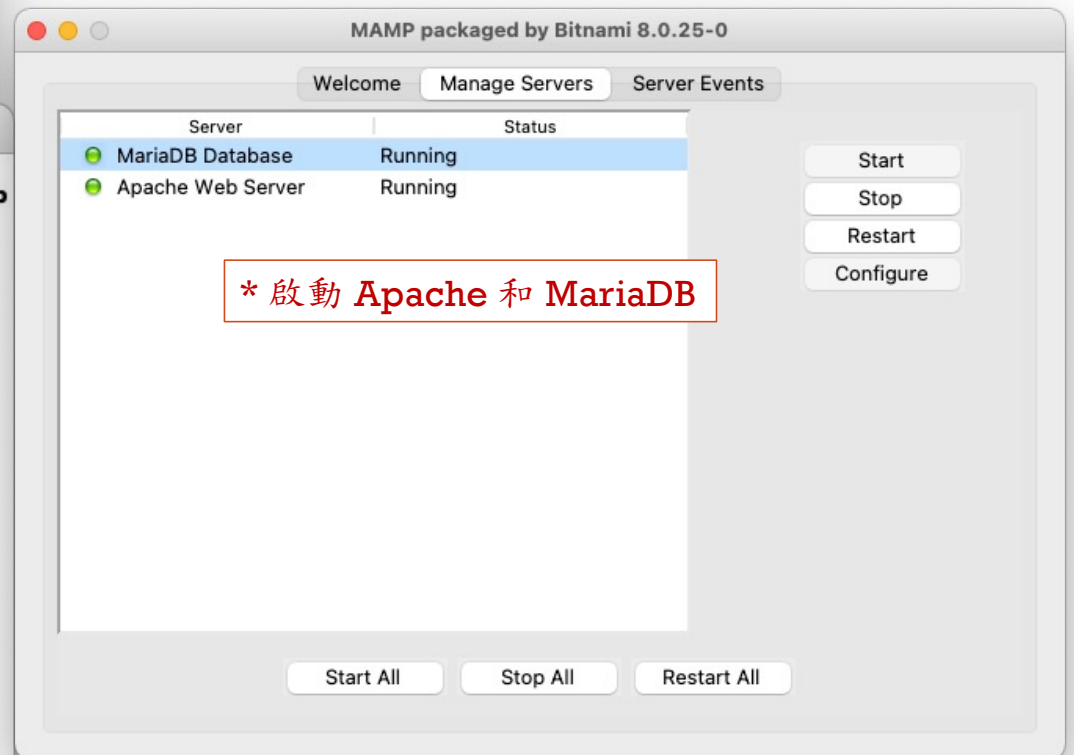 MAMP packaged by Bitnami 8.0.25-0
Welcome Manage Servers Server Events
Server Status
MariaDB Database Running
Apache Web Server Running
Start
Stop
Restart
Configure
* 啟動 Apache 和 MariaDB
Start All Stop All Restart All